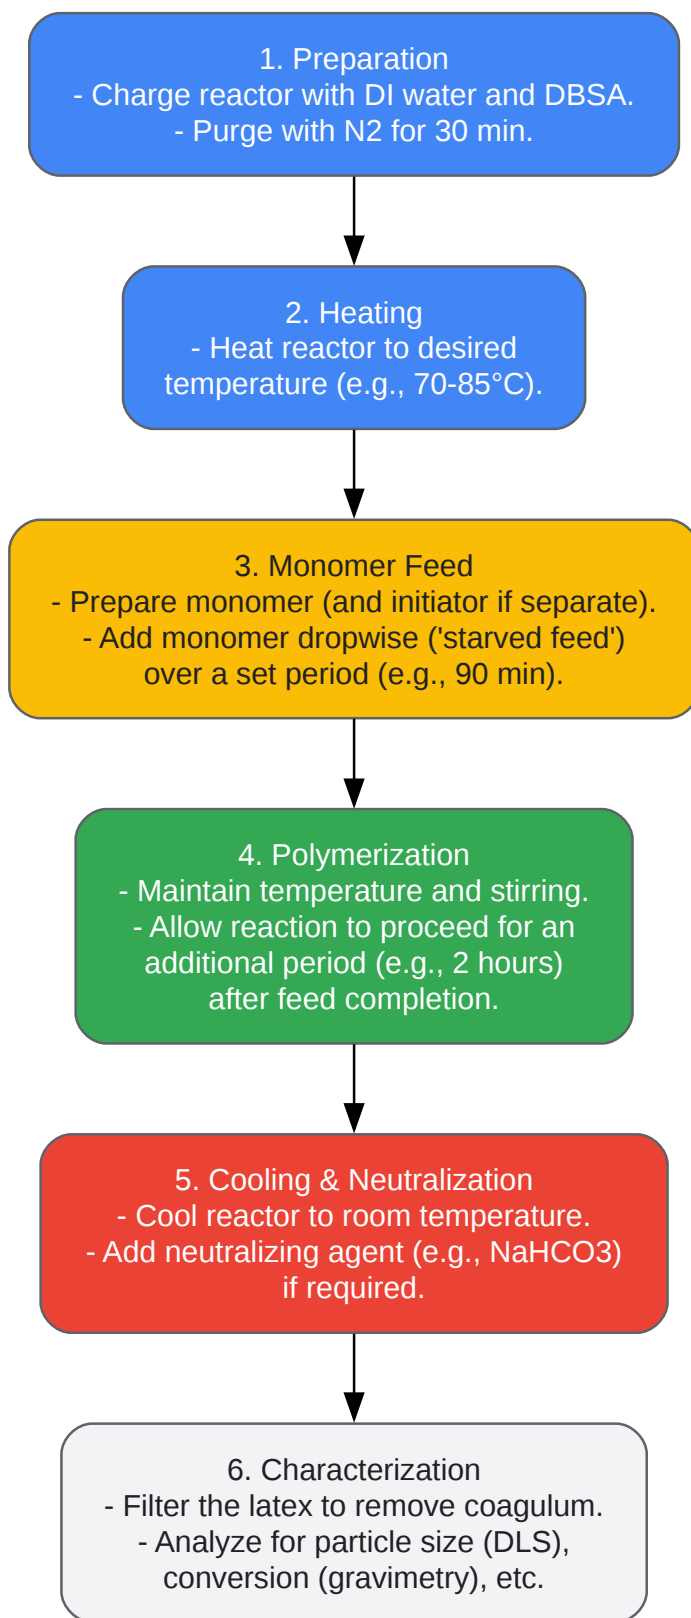 1. Preparation
- Charge reactor with DI water and DBSA.
- Purge with N2 for 30 min.
2. Heating
- Heat reactor to desired
temperature (e.g., 70-85°C).
3. Monomer Feed
- Prepare monomer (and initiator if separate).
- Add monomer dropwise ('starved feed')
over a set period (e.g., 90 min).
4. Polymerization
- Maintain temperature and stirring.
- Allow reaction to proceed for an
additional period (e.g., 2 hours)
after feed completion.
5. Cooling & Neutralization
- Cool reactor to room temperature.
- Add neutralizing agent (e.g., NaHCO3)
if required.
6. Characterization
- Filter the latex to remove coagulum.
- Analyze for particle size (DLS),
conversion (gravimetry), etc.